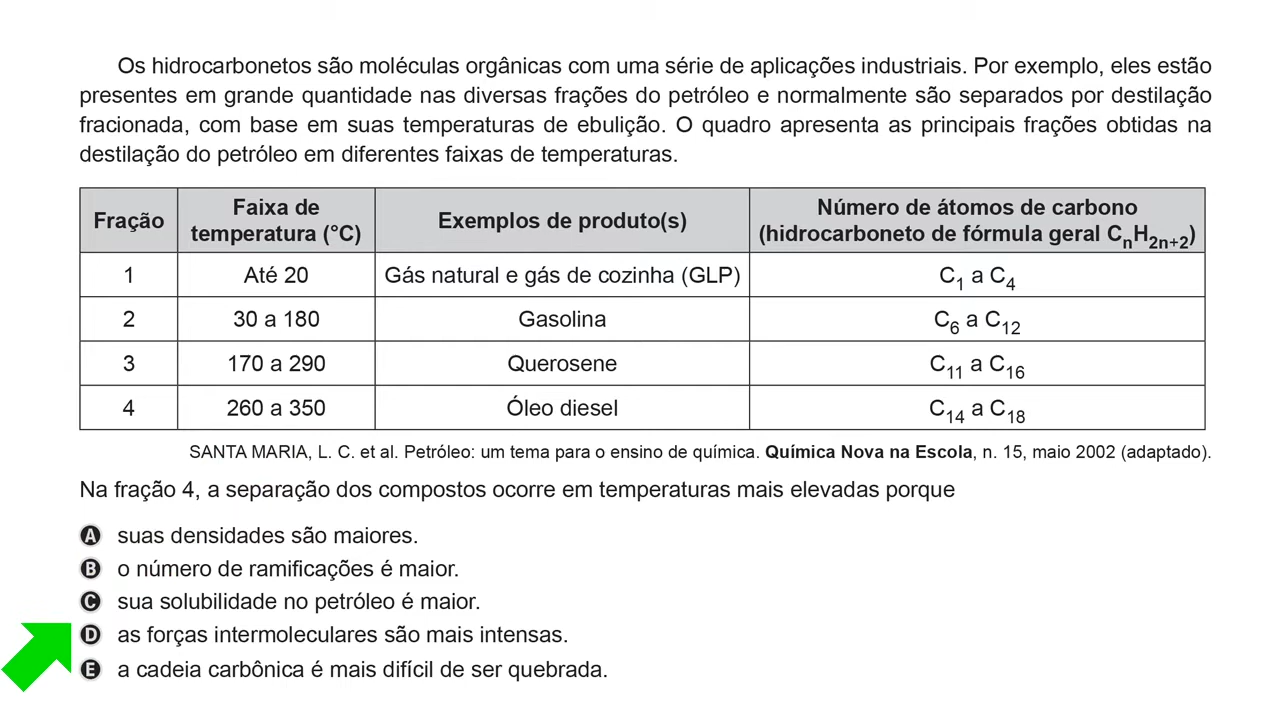 Os hidrocarbonetos são moléculas orgânicas com uma série de aplicações industriais. Por exemplo, eles estão
presentes em grande quantidade nas diversas frações do petróleo e normalmente são separados por destilação
fracionada, com base em suas temperaturas de ebulição. O quadro apresenta as principais frações obtidas na
destilação do petróleo em diferentes faixas de temperaturas.
Fração | Faixa de temperatura (°C) | Exemplos de produto(s) | Número de átomos de carbono (hidrocarboneto de fórmula geral CnH2n+2)
1 | Até 20 | Gás natural e gás de cozinha (GLP) | C1 a C4
2 | 30 a 180 | Gasolina | C6 a C12
3 | 170 a 290 | Querosene | C11 a C16
4 | 260 a 350 | Óleo diesel | C14 a C18
SANTA MARIA, L. C. et al. Petróleo: um tema para o ensino de química. Química Nova na Escola, n. 15, maio 2002 (adaptado).
Na fração 4, a separação dos compostos ocorre em temperaturas mais elevadas porque
A suas densidades são maiores.
B o número de ramificações é maior.
C sua solubilidade no petróleo é maior.
D as forças intermoleculares são mais intensas.
E a cadeia carbônica é mais difícil de ser quebrada.